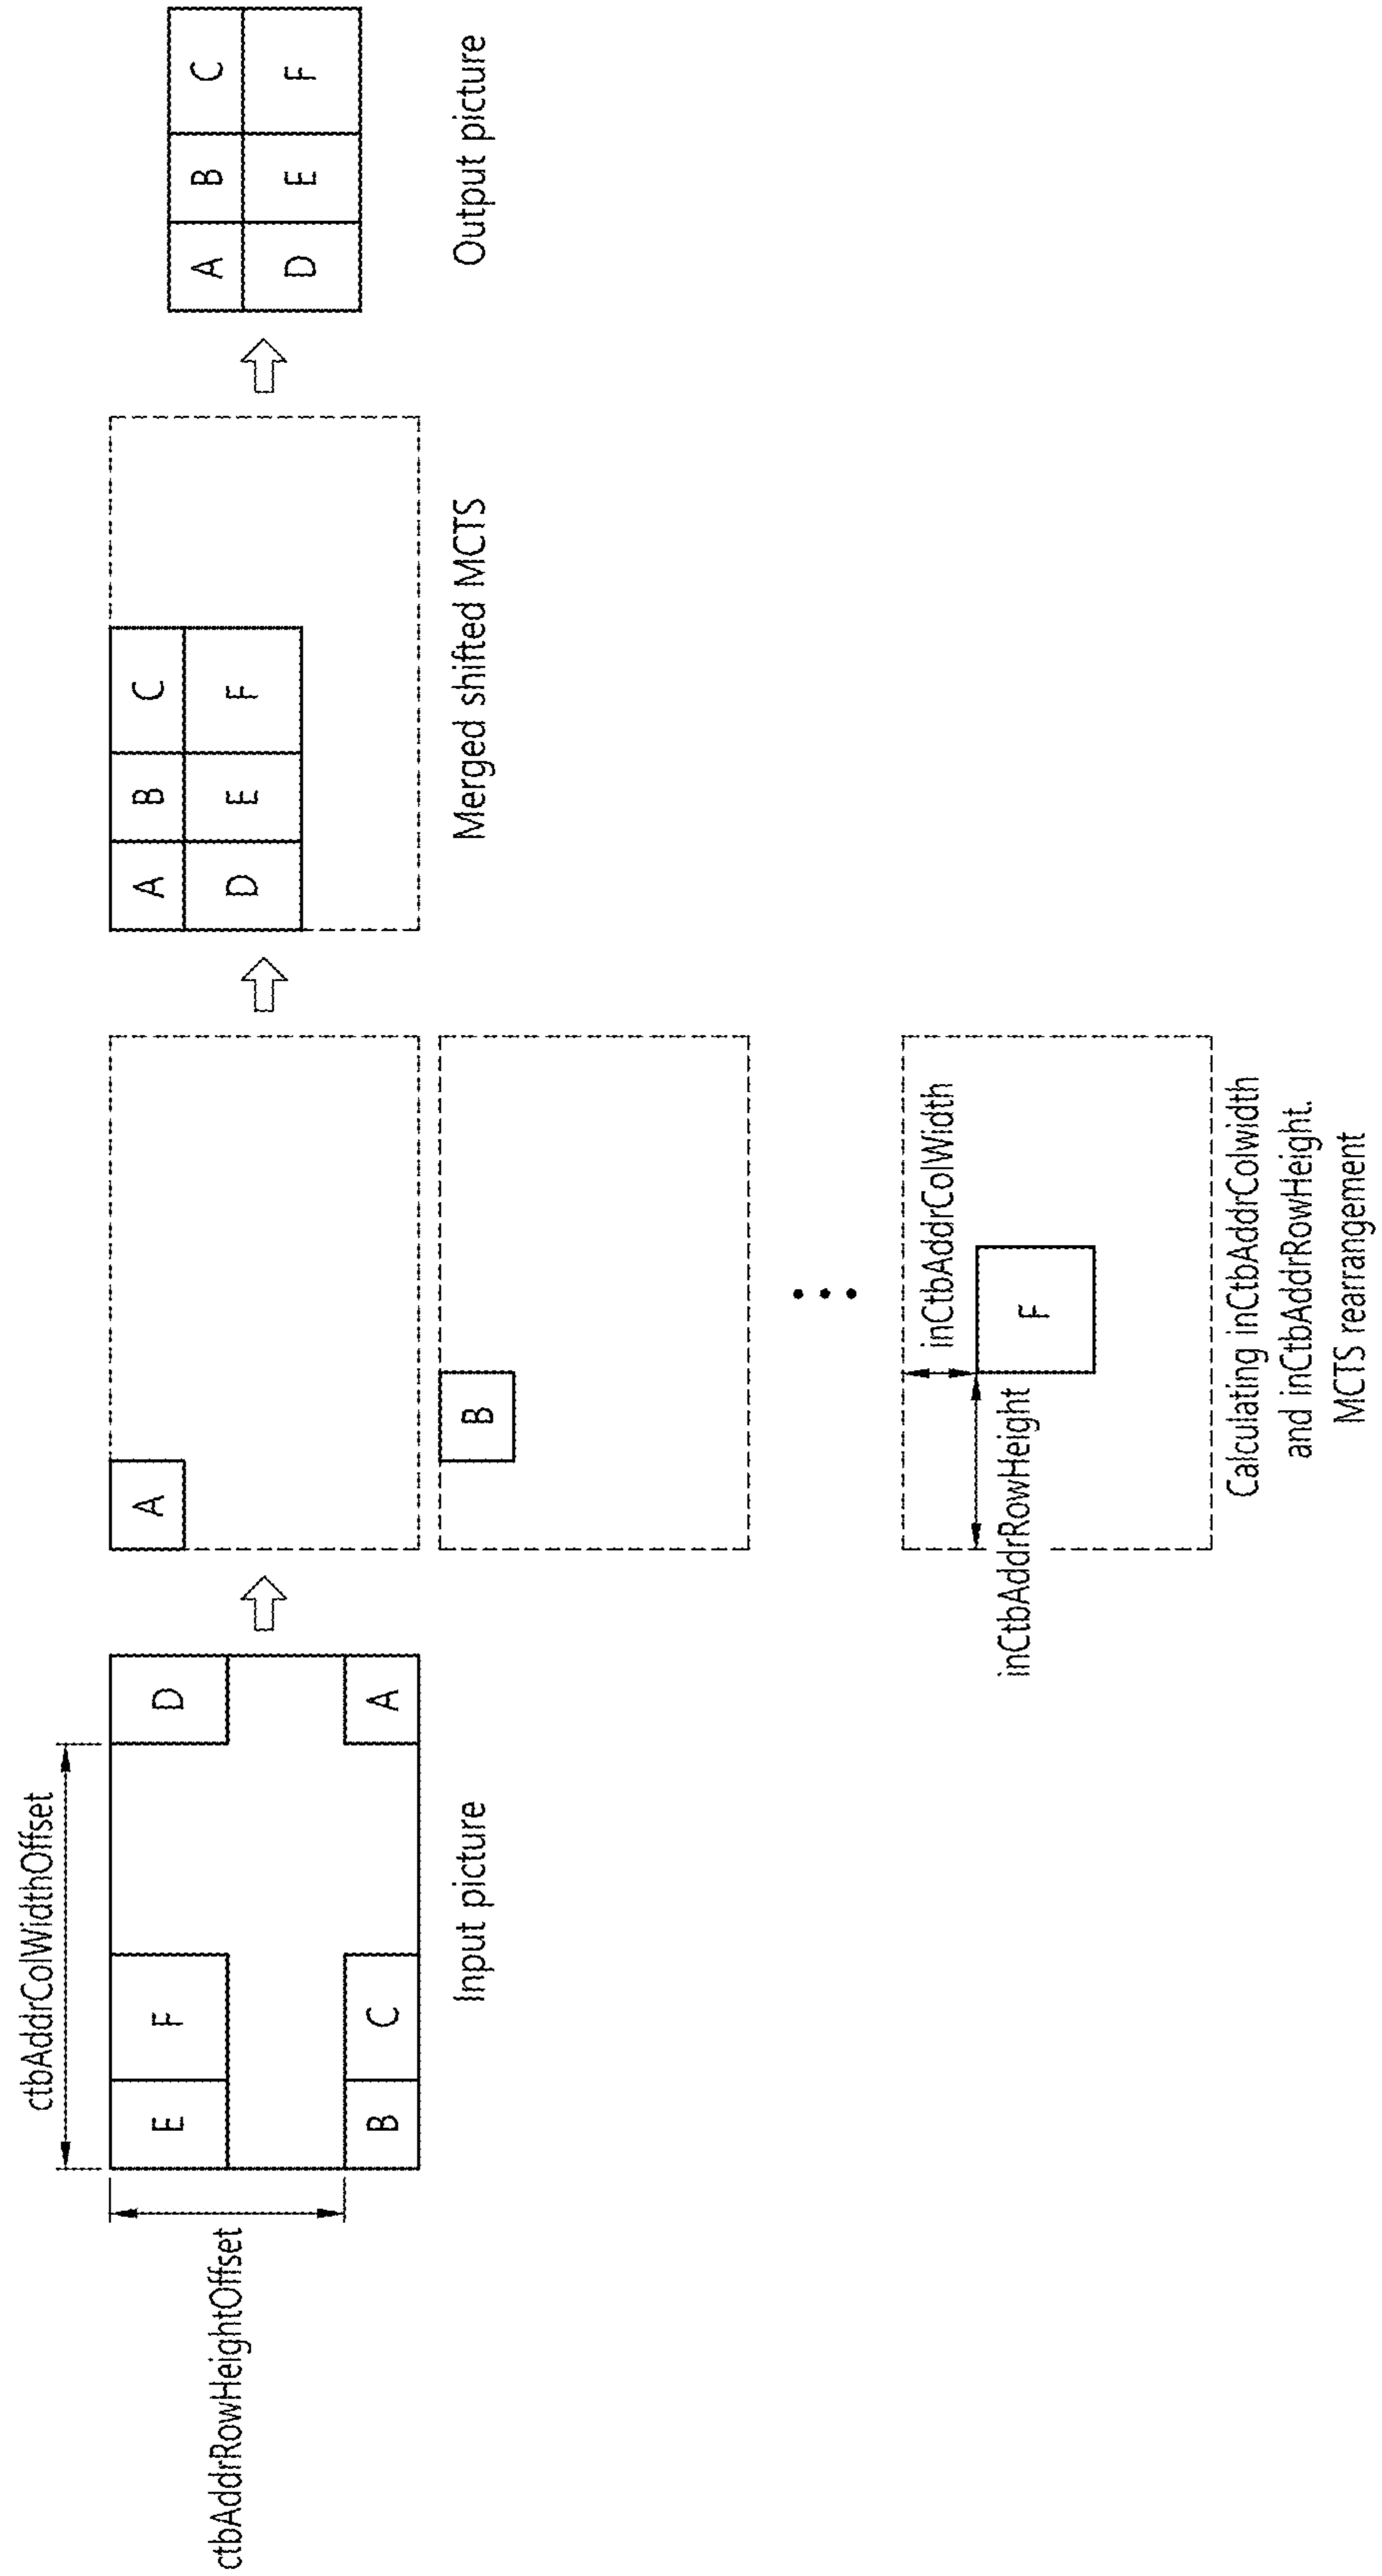 ctbAddrColWidthOffset
ctbAddrRowHeightOffset
E
F
D
B
C
A
Input picture
A
B
inCtbAddrColWidth
inCtbAddrRowHeight
F
Calculating inCtbAddrColwidth
and inCtbAddrRowHeight.
MCTS rearrangement
A
B
C
D
E
F
Merged shifted MCTS
A
B
C
D
E
F
Output picture